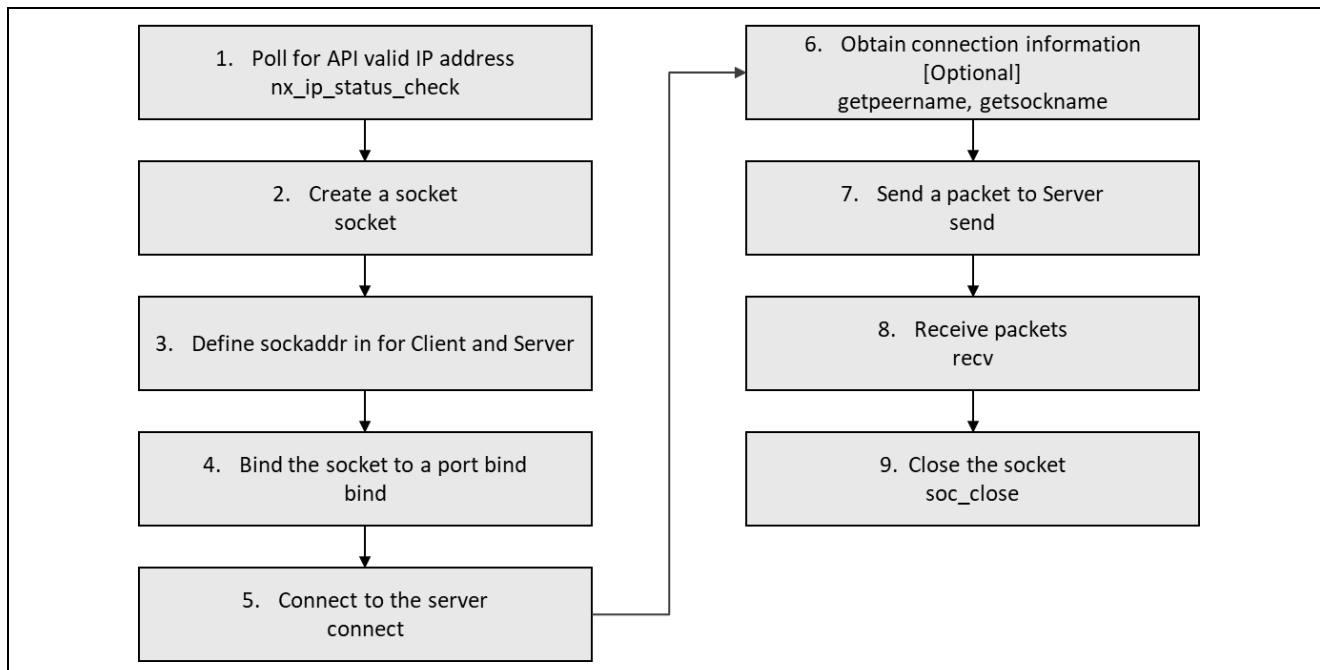 1. Poll for API valid IP address
nx_ip_status_check
2. Create a socket
socket
3. Define sockaddr in for Client and Server
4. Bind the socket to a port bind
bind
5. Connect to the server
connect
6. Obtain connection information
[Optional]
getpeername, getsockname
7. Send a packet to Server
send
8. Receive packets
recv
9. Close the socket
soc_close